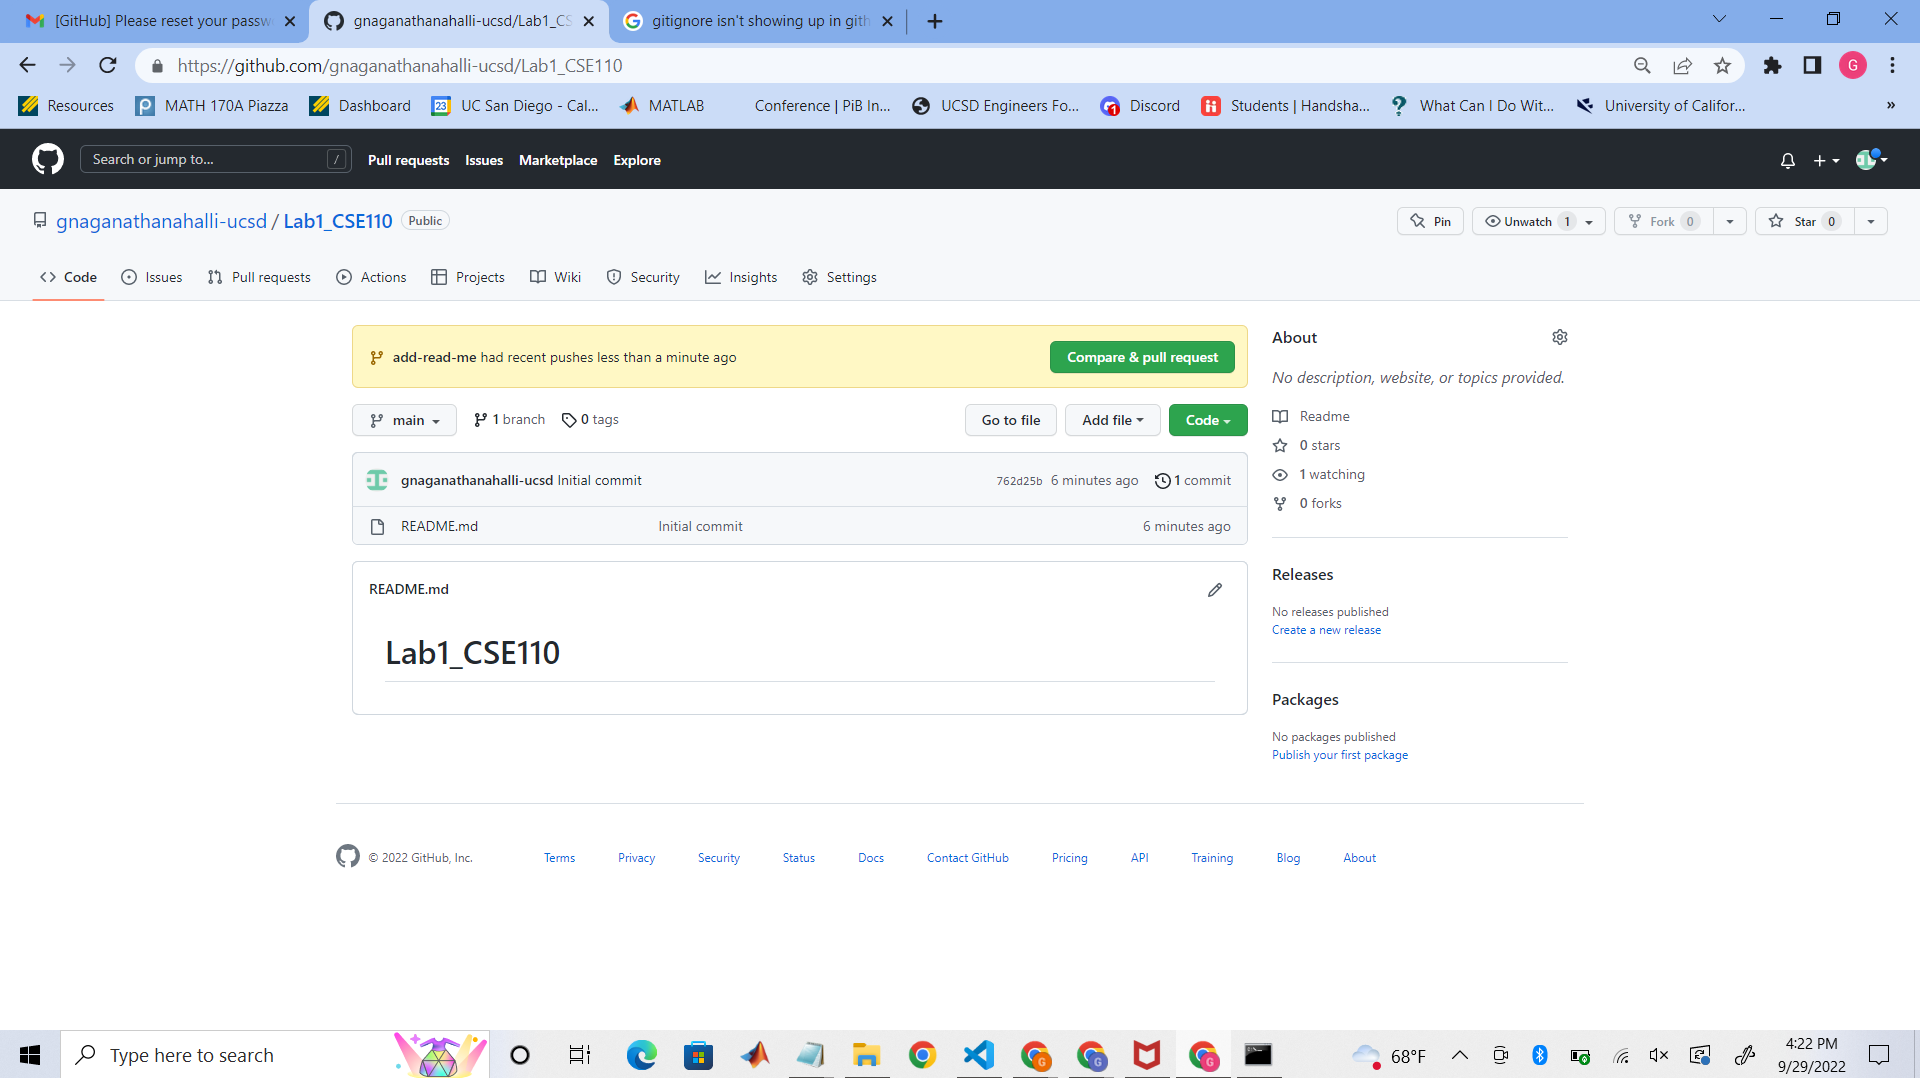 [GitHub] Please reset your passw
gnaganathanahalli-ucsd/Lab1_CS
gitignore isn't showing up in gith
https://github.com/gnaganathanahalli-ucsd/Lab1_CSE110
G
Resources
MATH 170A Piazza
Dashboard
23
UC San Diego - Cal...
MATLAB
Conference | PiB In...
UCSD Engineers Fo...
1
Discord
Students | Handsha...
What Can I Do Wit...
University of Califor...
»
Search or jump to...
/
Pull requests
Issues
Marketplace
Explore
gnaganathanahalli-ucsd / Lab1_CSE110
Public
Pin
Unwatch 1
Fork 0
Star 0
Code
Issues
Pull requests
Actions
Projects
Wiki
Security
Insights
Settings
add-read-me had recent pushes less than a minute ago
Compare & pull request
main
1 branch
0 tags
Go to file
Add file
Code
gnaganathanahalli-ucsd Initial commit
762d25b 6 minutes ago
1 commit
README.md
Initial commit
6 minutes ago
README.md
Lab1_CSE110
About
No description, website, or topics provided.
Readme
0 stars
1 watching
0 forks
Releases
No releases published
Create a new release
Packages
No packages published
Publish your first package
© 2022 GitHub, Inc.
Terms
Privacy
Security
Status
Docs
Contact GitHub
Pricing
API
Training
Blog
About
Type here to search
G
G
G
68°F
4:22 PM
9/29/2022